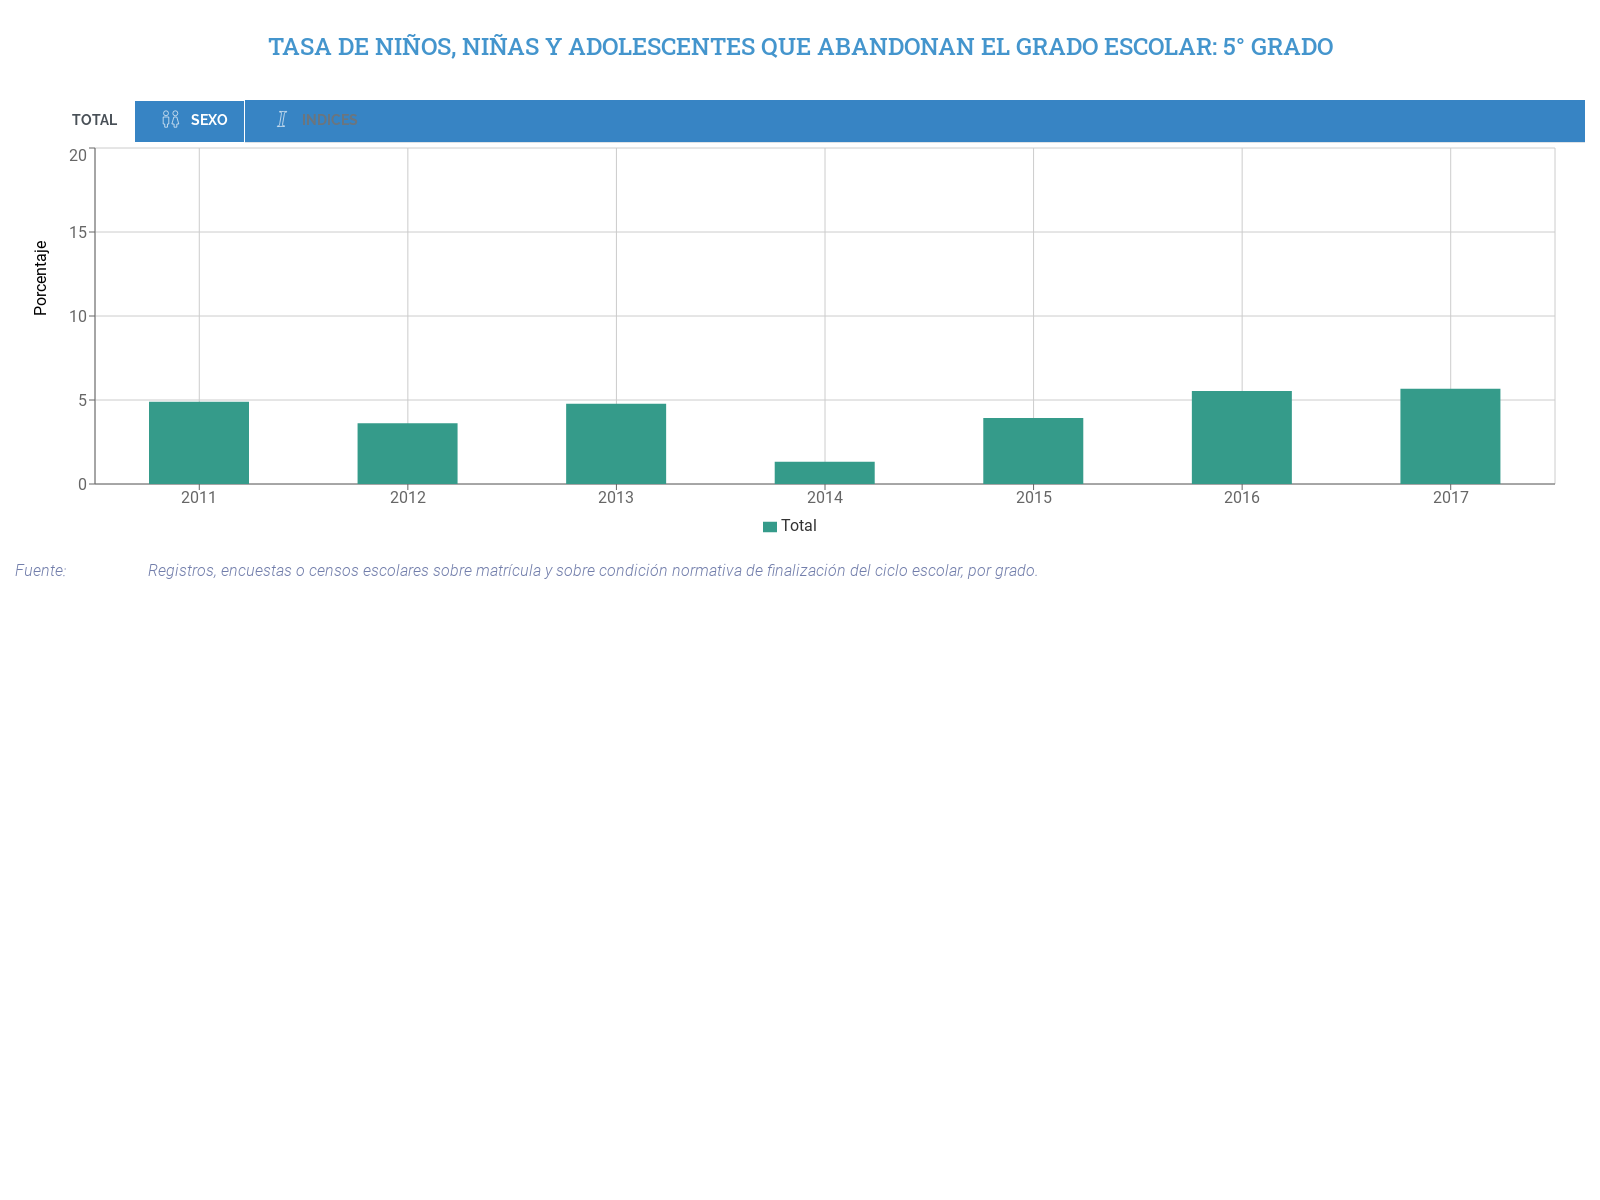 TASA DE NIÑOS, NIÑAS Y ADOLESCENTES QUE ABANDONAN EL GRADO ESCOLAR: 5° GRADO
TOTAL SEXO INDICES
20
15
10
5
0
Porcentaje
2011 2012 2013 2014 2015 2016 2017
Total
Fuente: Registros, encuestas o censos escolares sobre matrícula y sobre condición normativa de finalización del ciclo escolar, por grado.